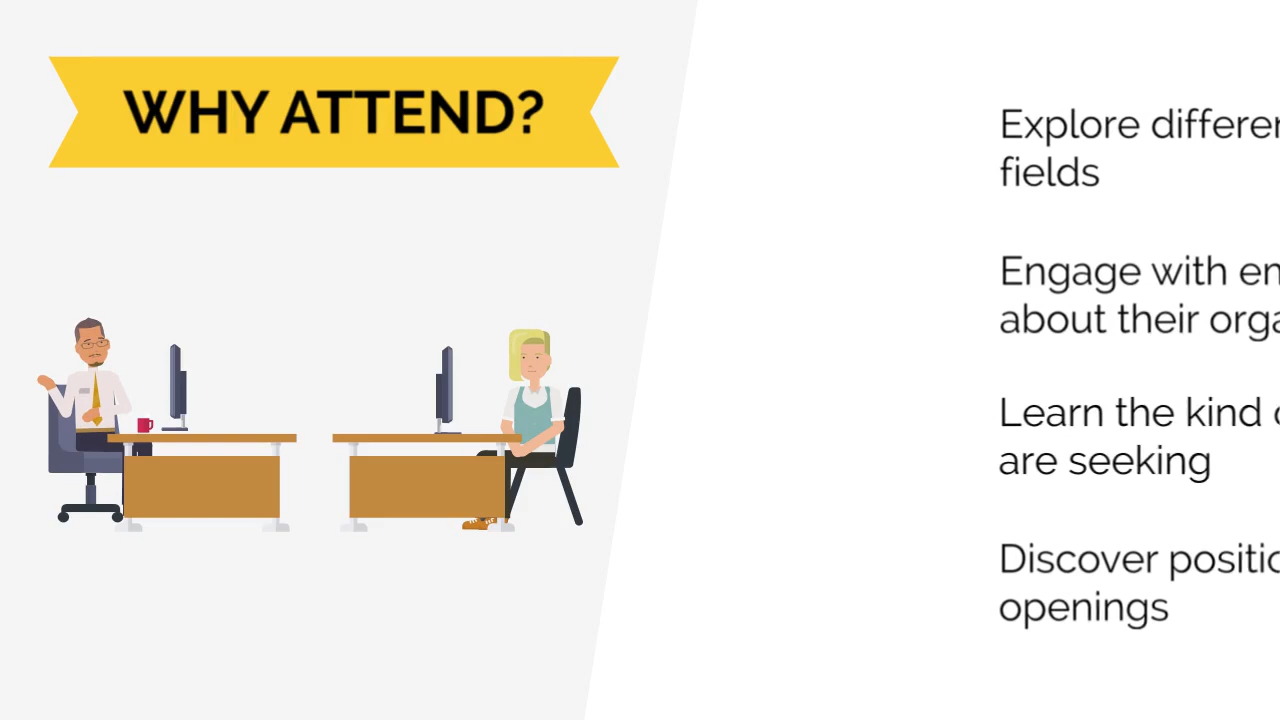 WHY ATTEND?
Explore
fields
Engage with
about their
Learn the kind
are seeking
Discover
openings